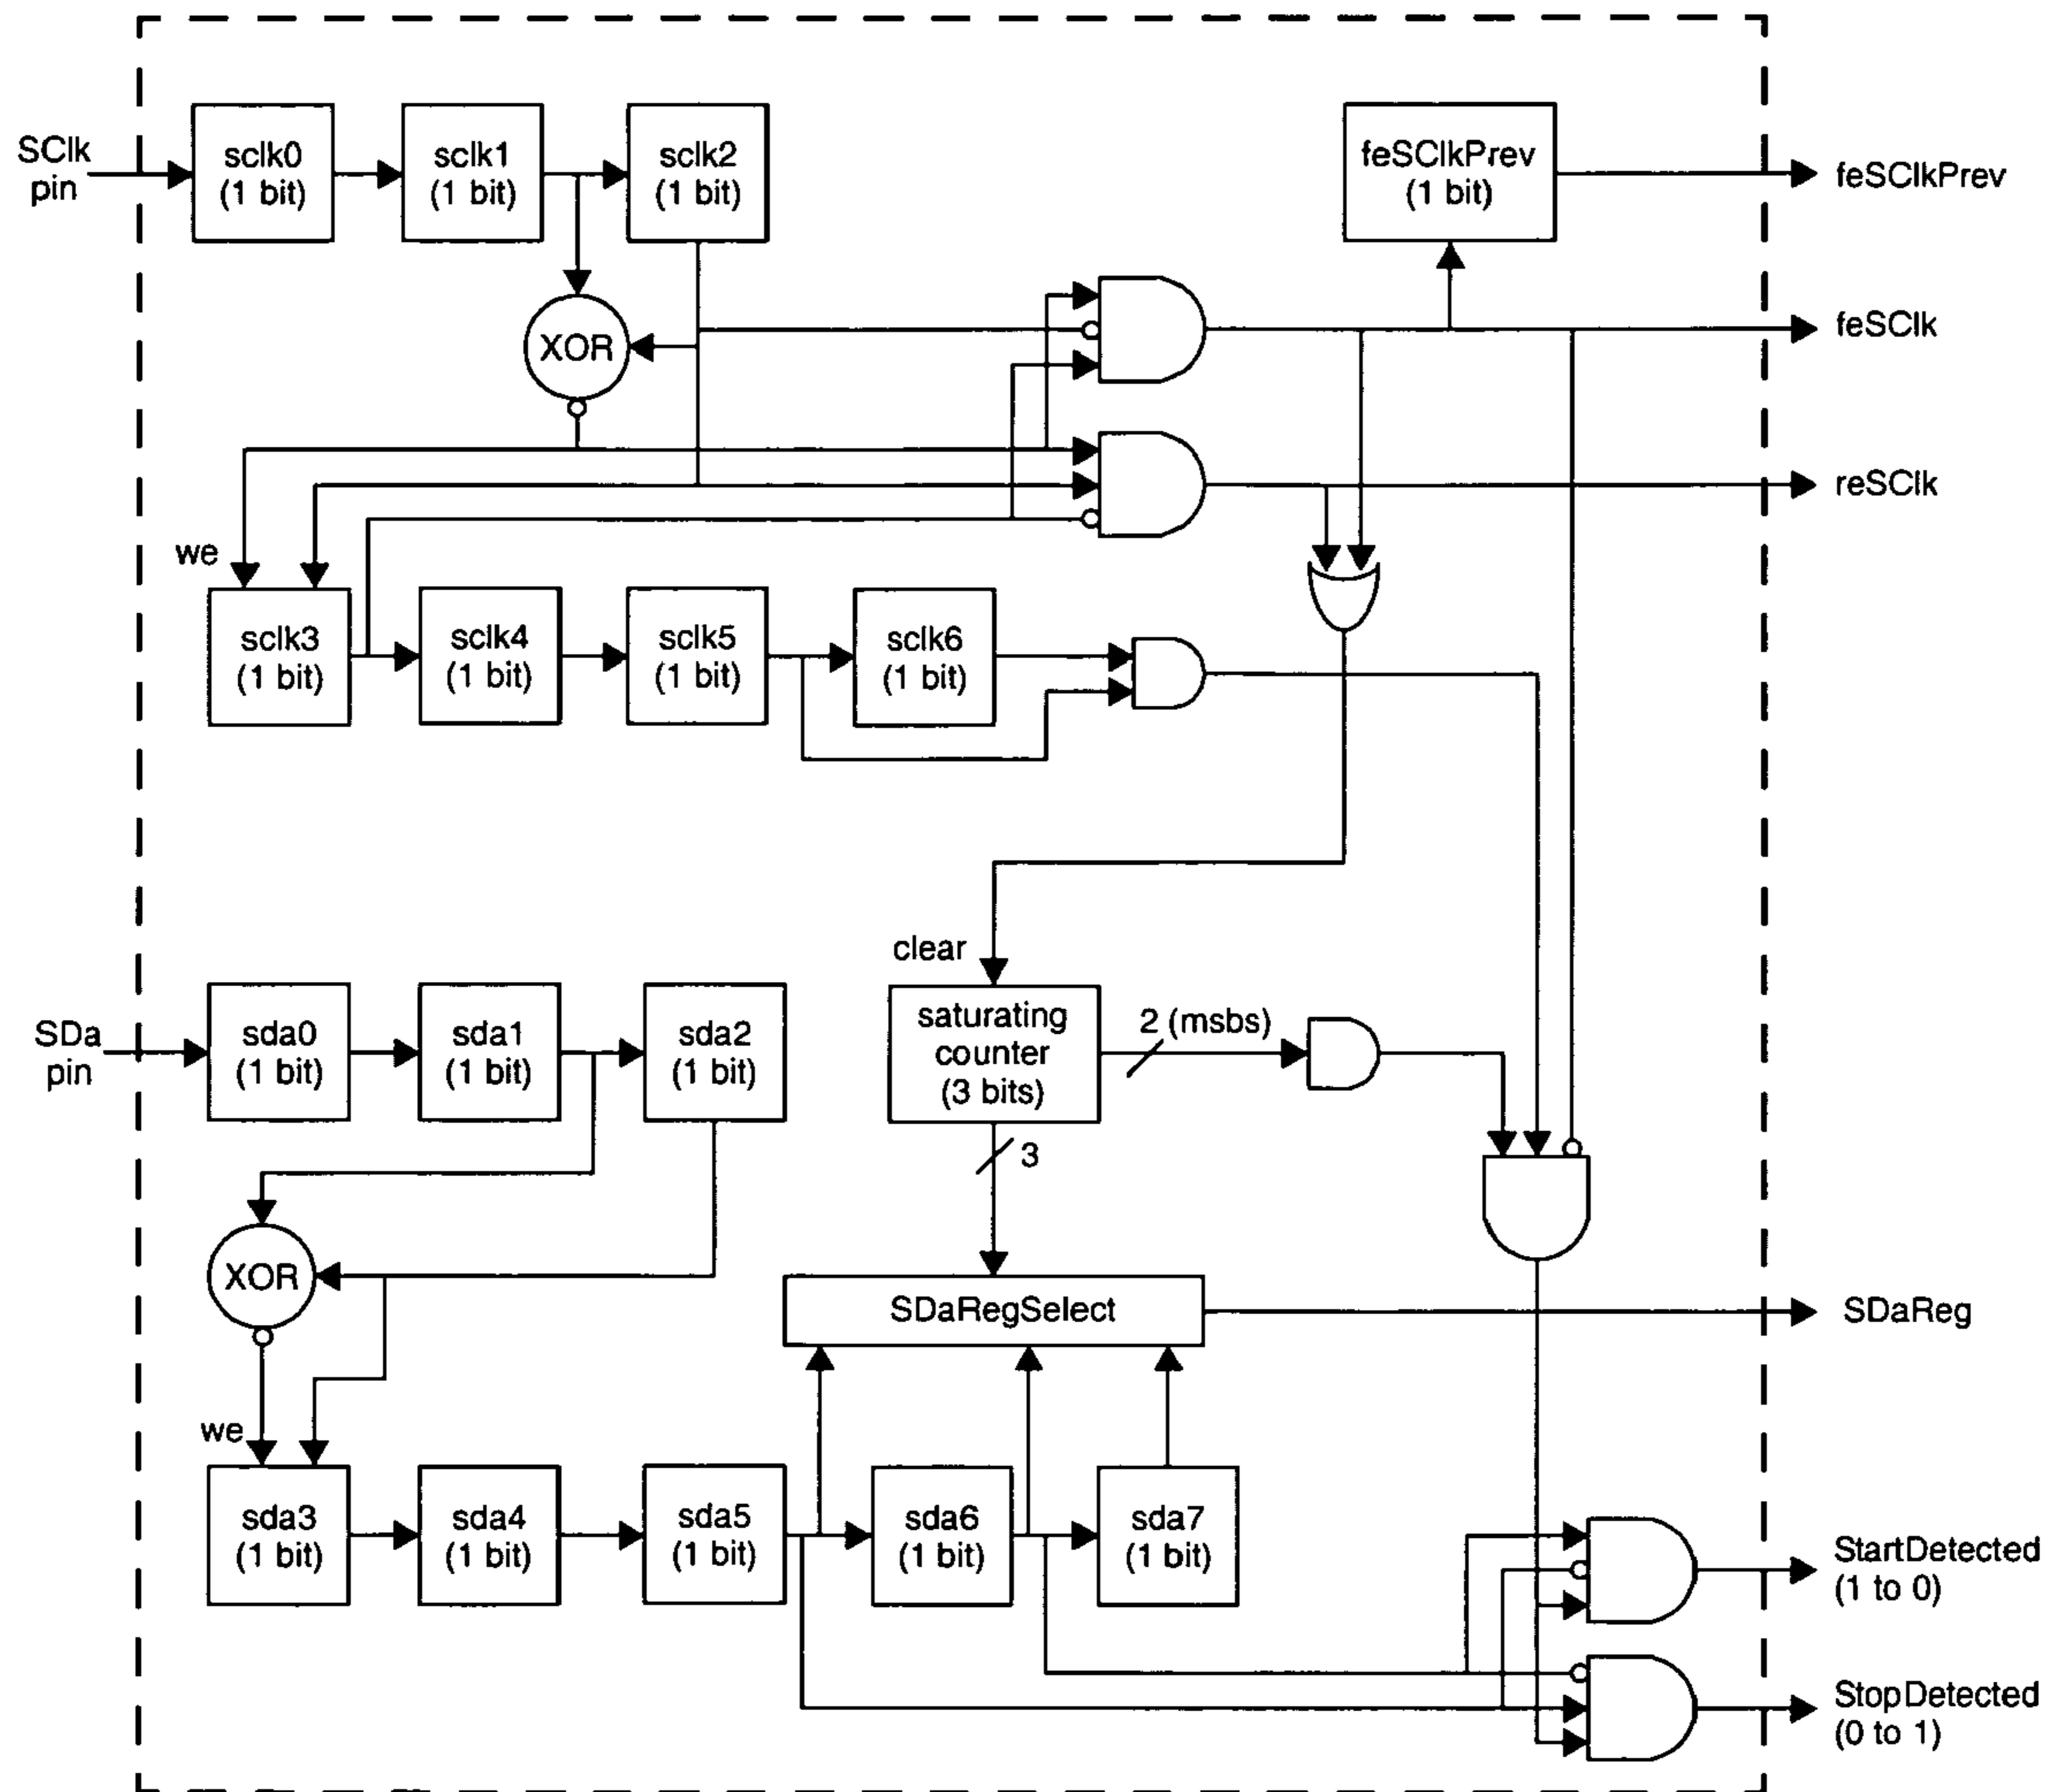 SClk
pin
sclk0
(1 bit)
sclk1
(1 bit)
sclk2
(1 bit)
feSClkPrev
(1 bit)
feSClkPrev
XOR
feSClk
reSClk
we
sclk3
(1 bit)
sclk4
(1 bit)
sclk5
(1 bit)
sclk6
(1 bit)
clear
SDa
pin
sda0
(1 bit)
sda1
(1 bit)
sda2
(1 bit)
saturating
counter
(3 bits)
2 (msbs)
3
XOR
SDaRegSelect
SDaReg
we
sda3
(1 bit)
sda4
(1 bit)
sda5
(1 bit)
sda6
(1 bit)
sda7
(1 bit)
StartDetected
(1 to 0)
StopDetected
(0 to 1)